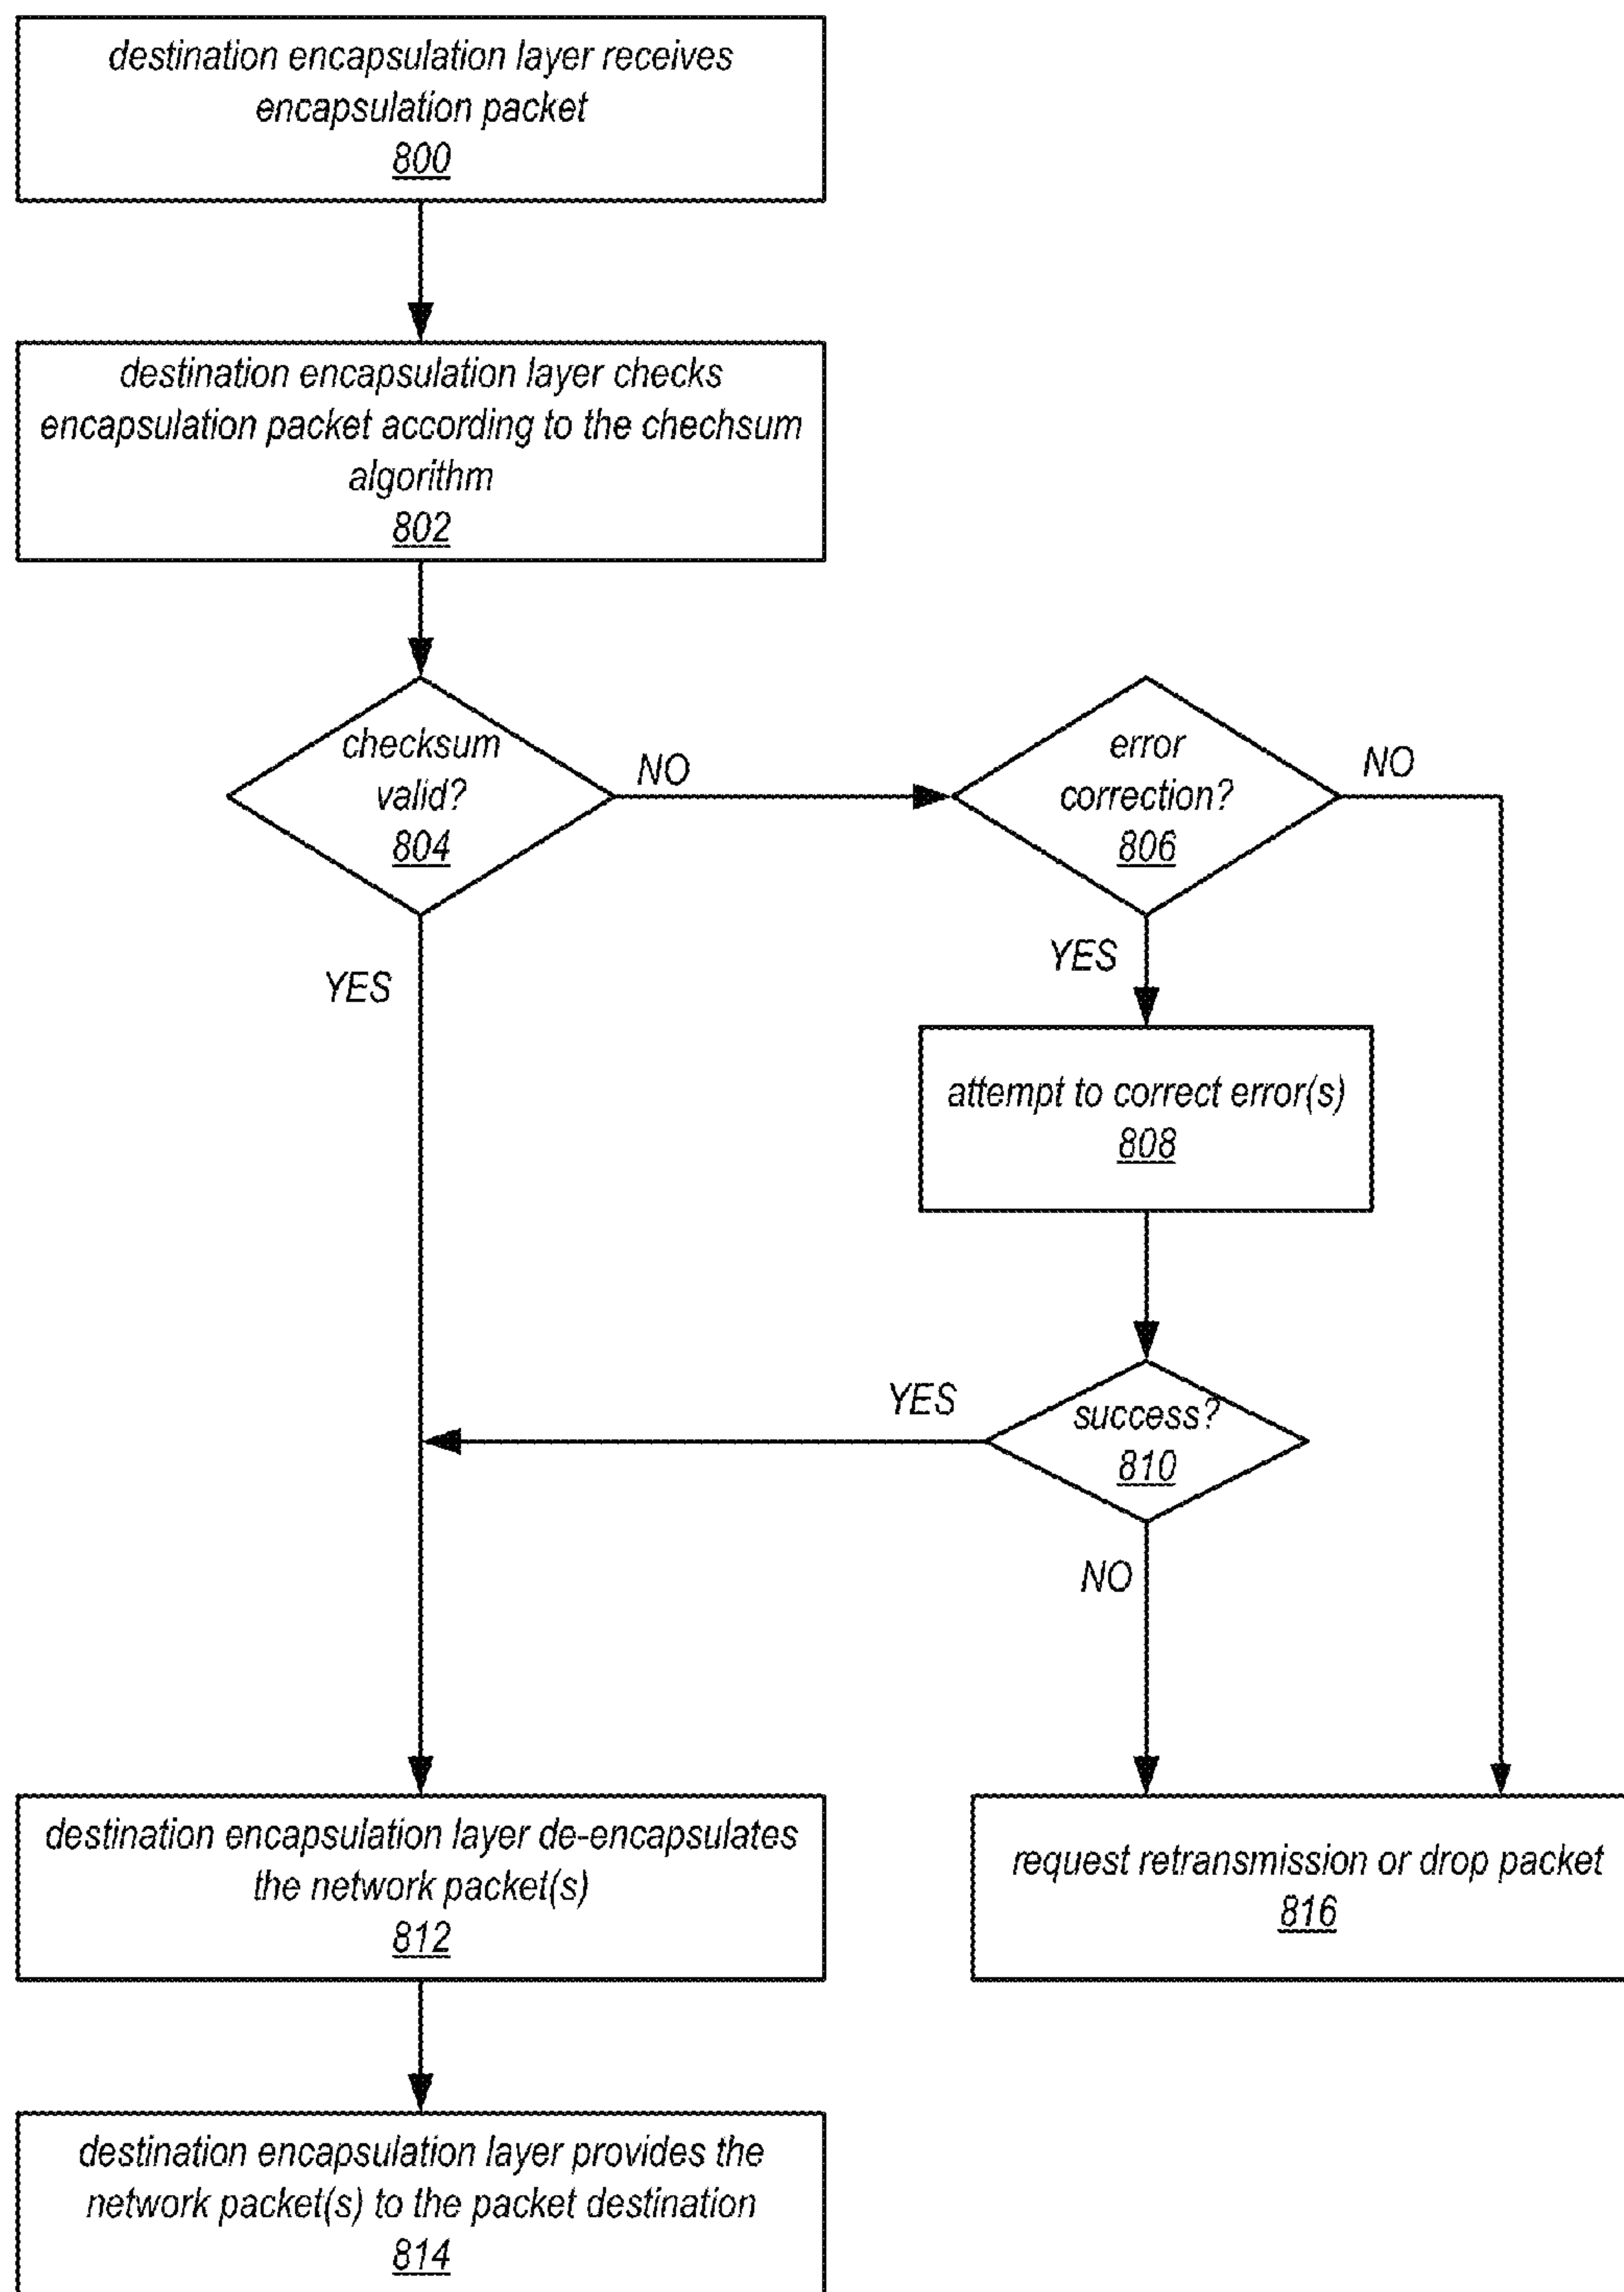 destination encapsulation layer receives
encapsulation packet
800
destination encapsulation layer checks
encapsulation packet according to the chechsum
algorithm
802
checksum
valid?
804
NO
error
correction?
806
NO
YES
YES
attempt to correct error(s)
808
YES
success?
810
NO
destination encapsulation layer de-encapsulates
the network packet(s)
812
request retransmission or drop packet
816
destination encapsulation layer provides the
network packet(s) to the packet destination
814